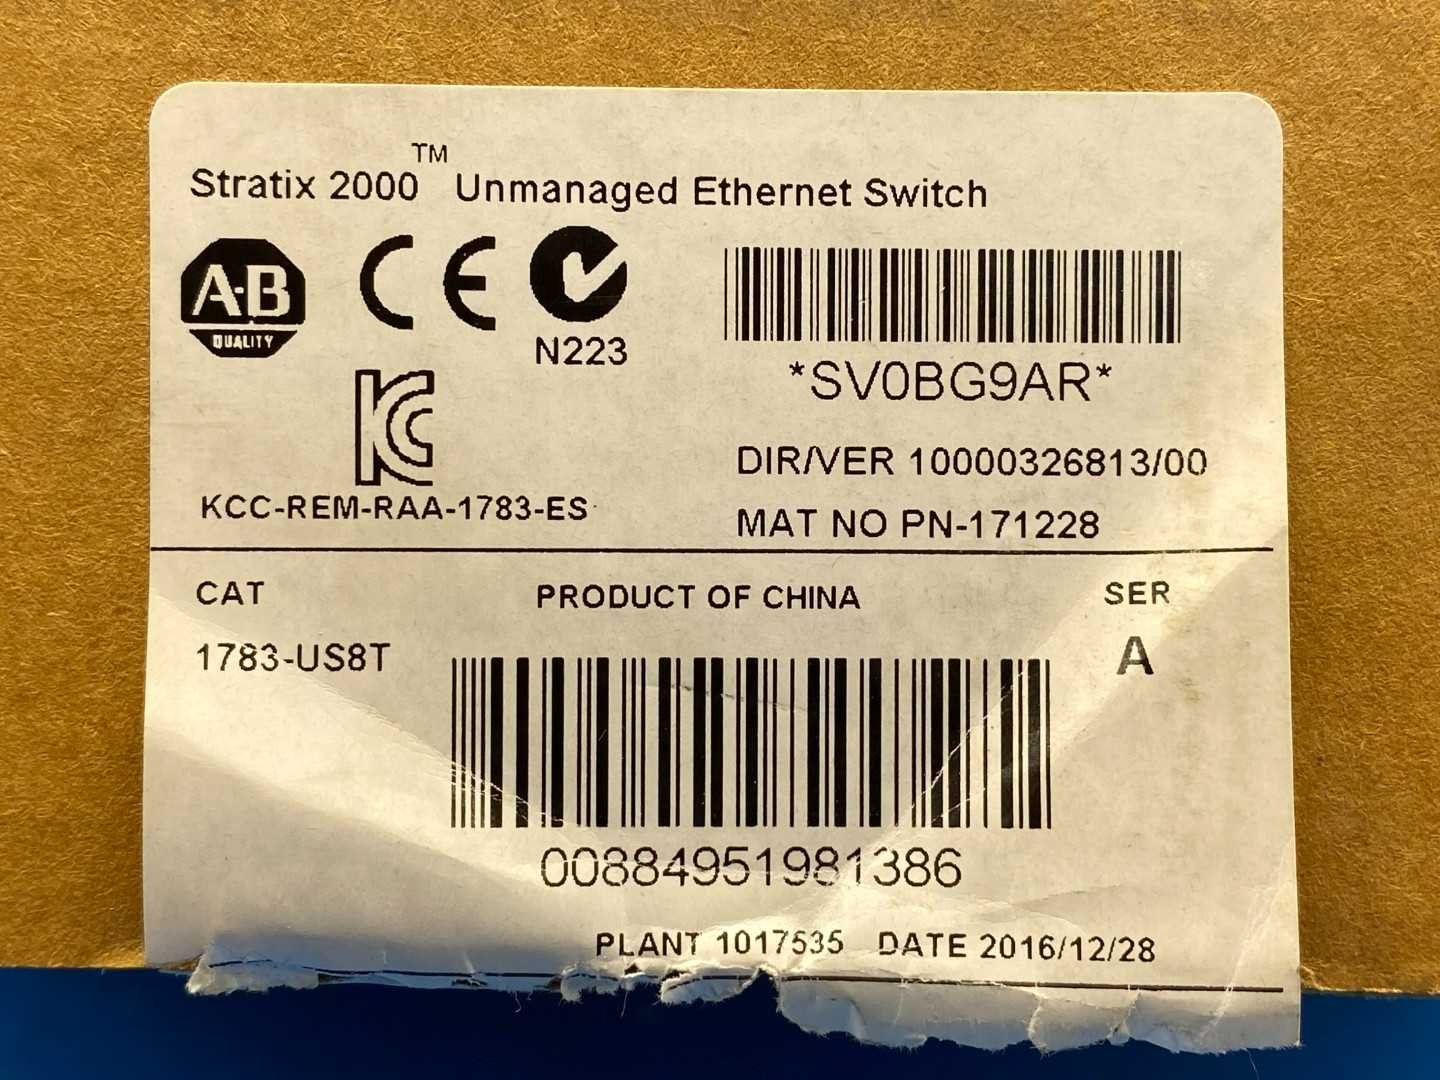 Stratix 2000™ Unmanaged Ethernet Switch
A-B
QUALITY
CE
N223
*SV0BG9AR*
KC
DIR/VER 10000326813/00
KCC-REM-RAA-1783-ES
MAT NO PN-171228
CAT
PRODUCT OF CHINA
SER
1783-US8T
A
00884951981386
PLANT 1017535 DATE 2016/12/28